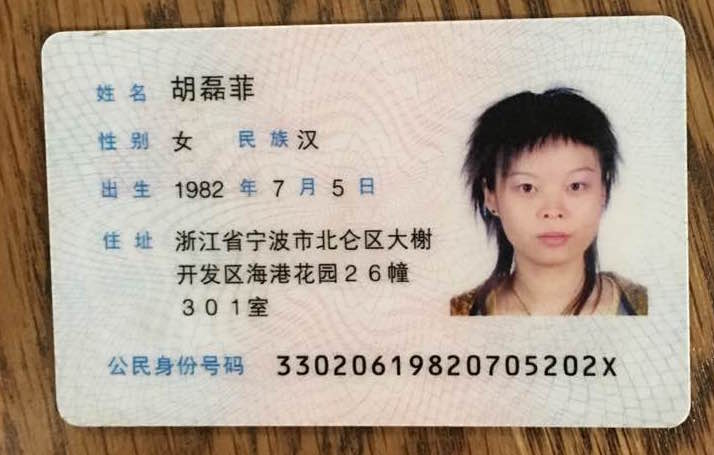 姓名 胡磊菲
性别 女 民族 汉
出生 1982 年 7 月 5 日
住址 浙江省宁波市北仑区大榭
开发区海港花园26幢
301室
公民身份号码 33020619820705202X